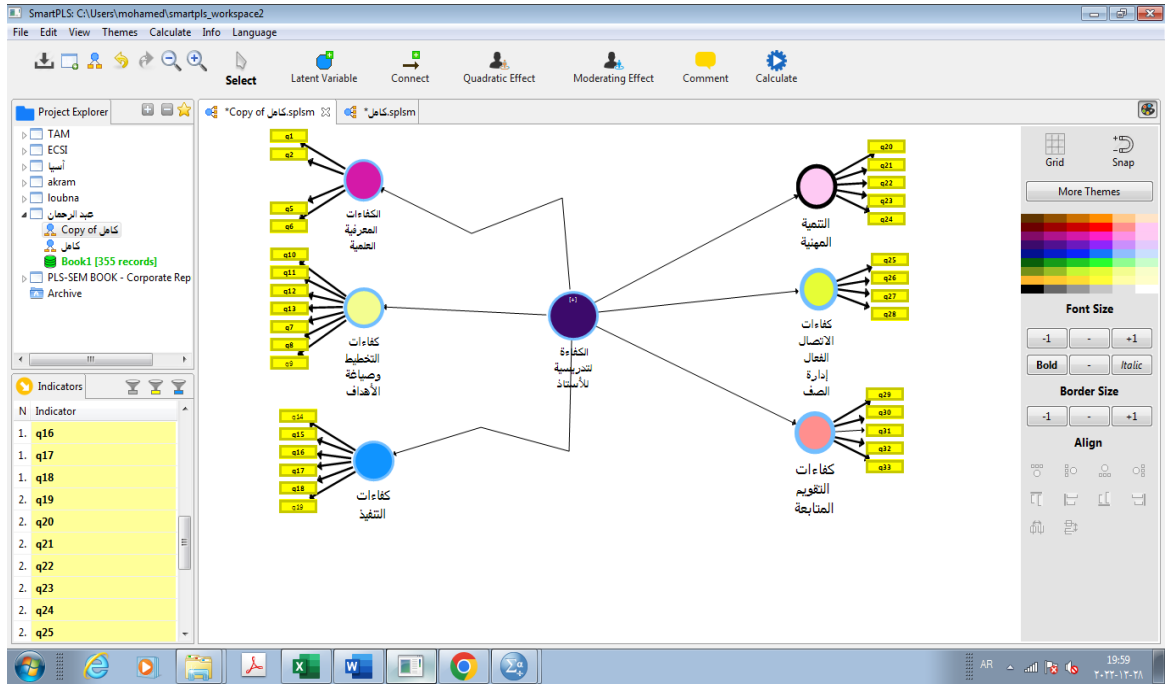 SmartPLS: C:\Users\mohamed\smartpls_workspace2
File Edit View Themes Calculate Info Language
Select Latent Variable Connect Quadratic Effect Moderating Effect Comment Calculate
Project Explorer
TAM
ECSI
أسيا
akram
loubna
عبد الرحمان
Copy of كامل
كامل
Book1 [355 records]
PLS-SEM BOOK - Corporate Rep
Archive
Indicators
N Indicator
1. q16
1. q17
1. q18
2. q19
2. q20
2. q21
2. q22
2. q23
2. q24
2. q25
*Copy of كامل.splsm
*كامل.splsm
q1
q2
q5
q6
الكفاءات
المعرفية
العلمية
q10
q11
q12
q13
q7
q8
q9
كفاءات
التخطيط
وصياغة
الأهداف
q14
q15
q16
q17
q18
q19
كفاءات
التنفيذ
[+]
الكفاءة
لتدريسية
للأستاذ
q20
q21
q22
q23
q24
التنمية
المهنية
q25
q26
q27
q28
كفاءات
الاتصال
الفعال
إدارة
الصف
q29
q30
q31
q32
q33
كفاءات
التقويم
المتابعة
Grid Snap
More Themes
Font Size
-1 - +1
Bold - Italic
Border Size
-1 - +1
Align
AR
19:59
٢٠٢٢-١٢-٢٨